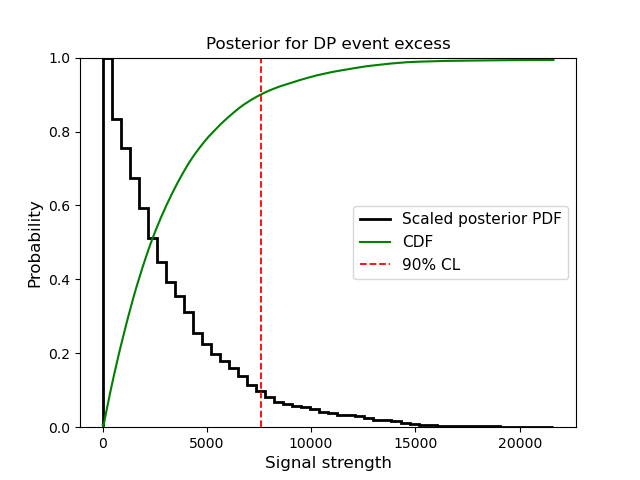 Posterior for DP event excess
Probability
1.0
0.8
0.6
0.4
0.2
0.0
Scaled posterior PDF
CDF
90% CL
0 5000 10000 15000 20000
Signal strength